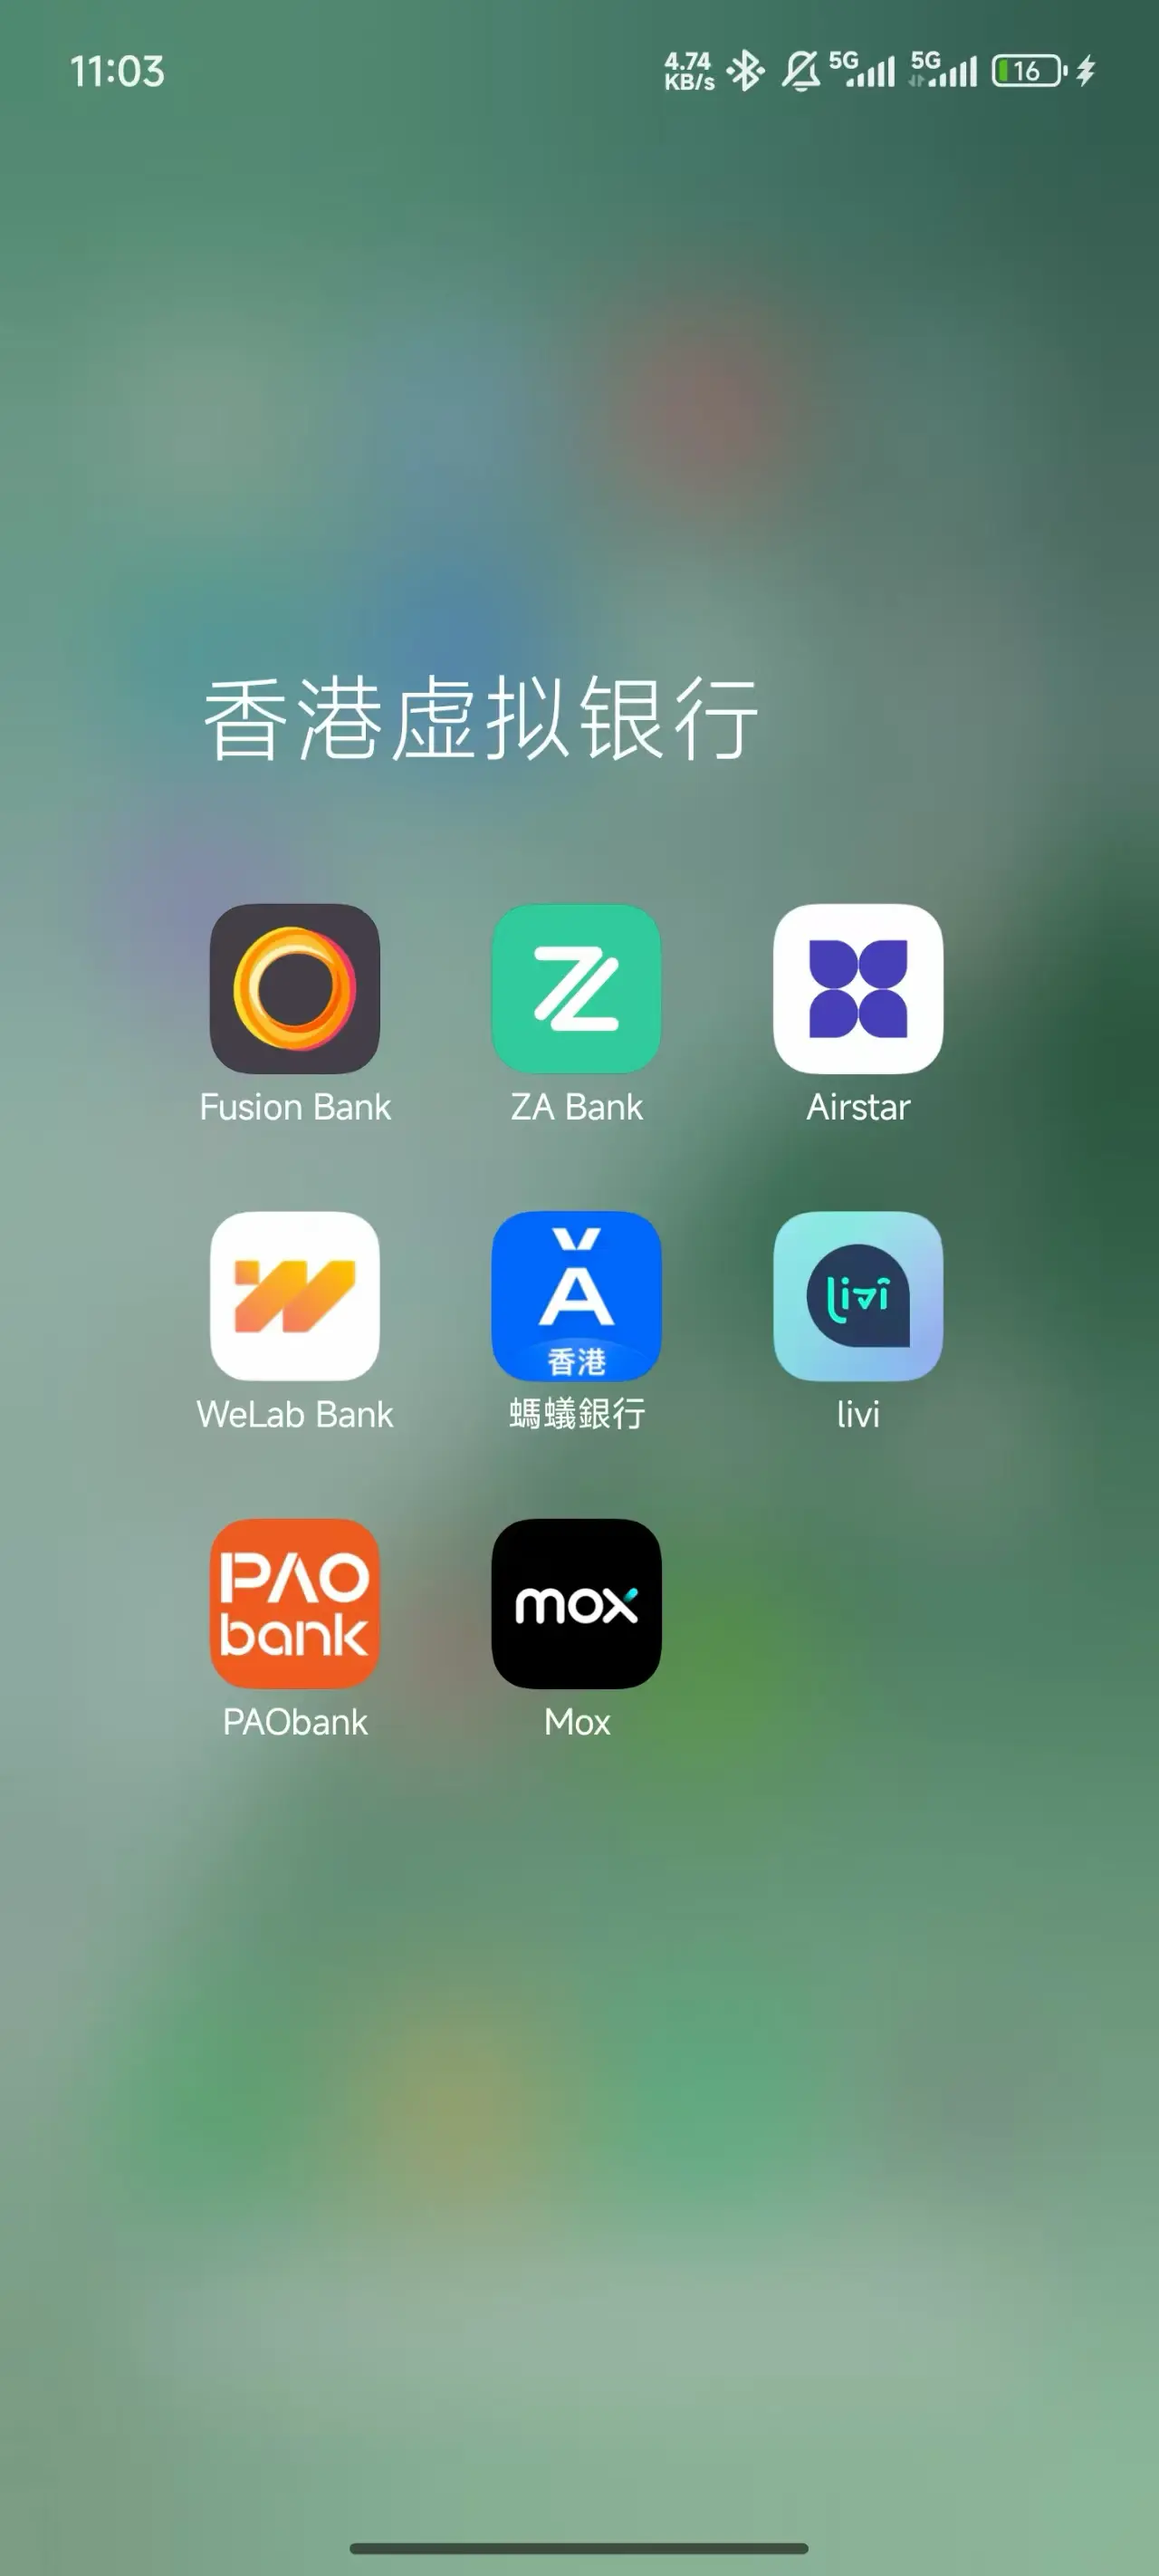 11:03
4.74
KB/s
5G
5G
16
香港虚拟银行
Fusion Bank
ZA Bank
Airstar
香港
livi
WeLab Bank
螞蟻銀行
livi
PAO
bank
mox
PAObank
Mox